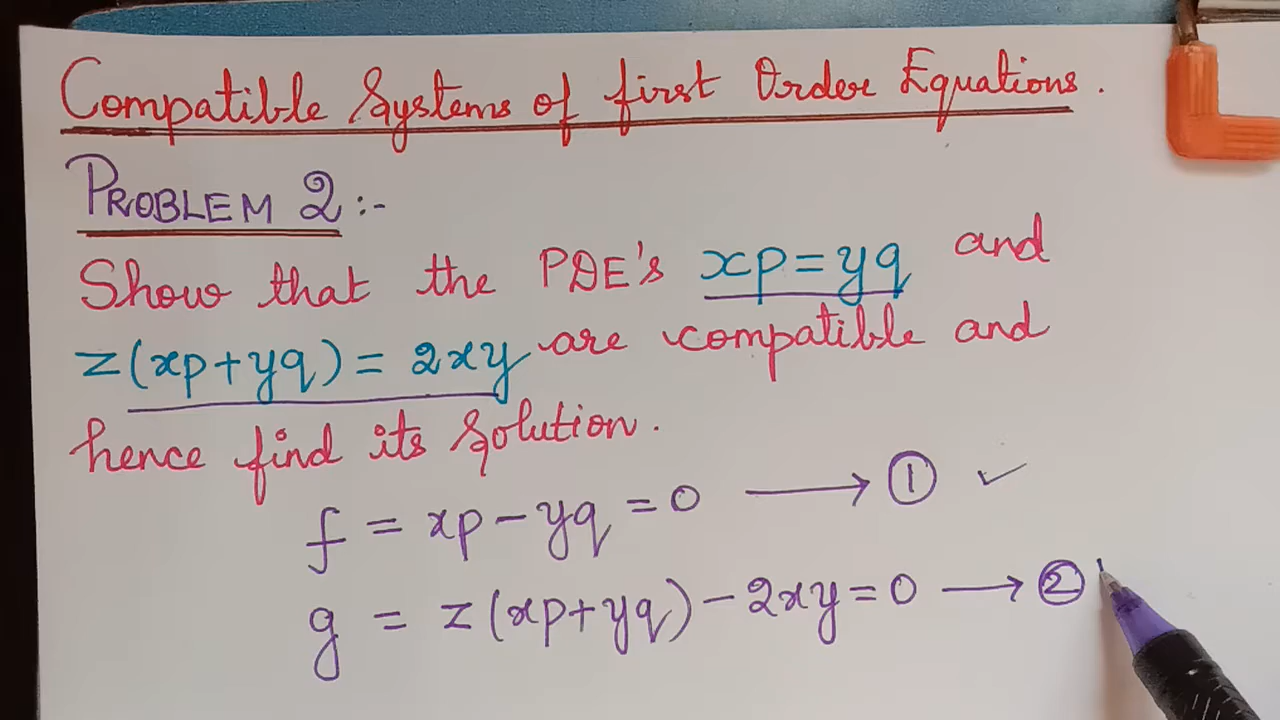 Compatible Systems of first Order Equations.
PROBLEM 2:-
Show that the PDE's xp=yq and
z(xp+yq)=2xy are compatible and
hence find its solution.
f = xp-yq=0 ⟶ ① ✓
g = z(xp+yq)-2xy=0 ⟶ ②